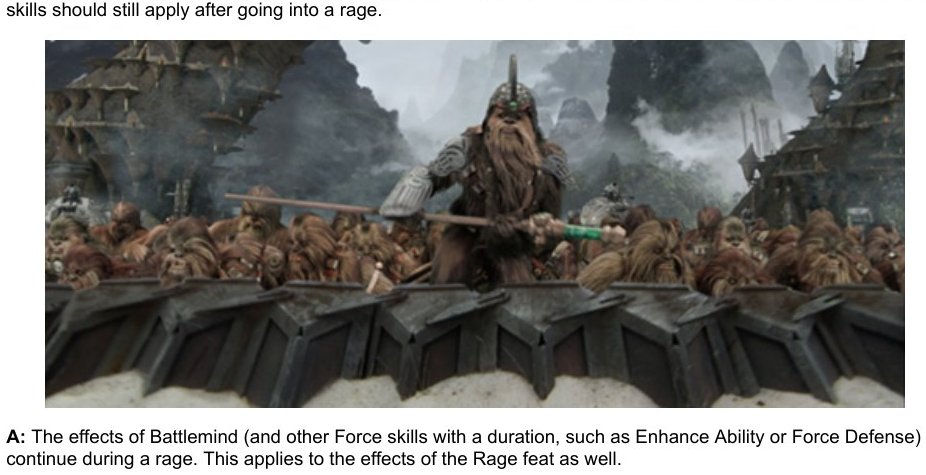 skills should still apply after going into a rage.
A: The effects of Battlemind (and other Force skills with a duration, such as Enhance Ability or Force Defense)
continue during a rage. This applies to the effects of the Rage feat as well.